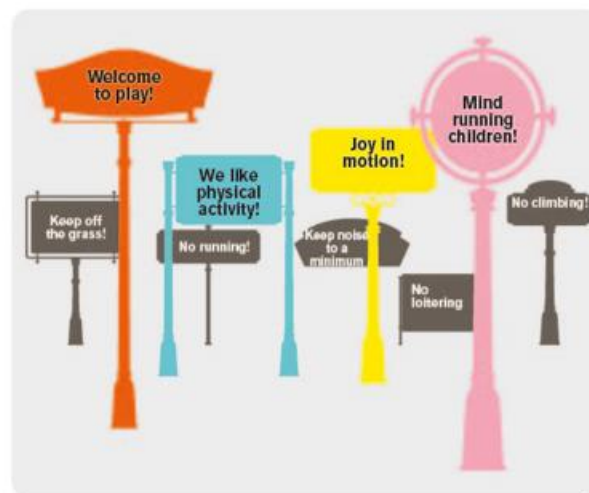 Welcome
to play!
Mind
running
children!
Joy in
motion!
We like
physical
activity!
Keep off
the grass!
No running!
Keep noise
to a
minimum
No
loitering
No climbing!